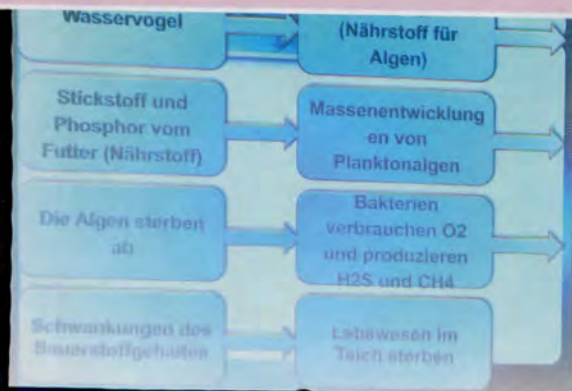 Wasservogel
(Nährstoff für
Algen)
Stickstoff und
Phosphor vom
Futter (Nährstoff)
Massenentwicklung
en von
Planktonalgen
Die Algen sterben
ab
Bakterien
verbrauchen O2
und produzieren
H2S und CH4
Schwankungen des
Sauerstoffgehaltes
Lebewesen im
Teich sterben